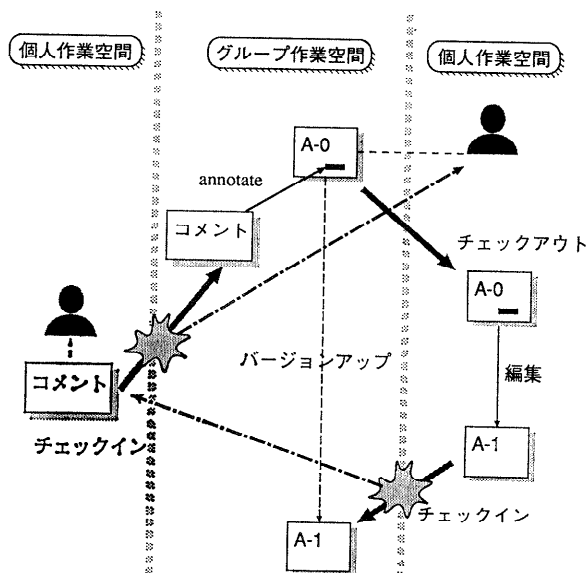 個人作業空間
グループ作業空間
個人作業空間
A-0
annotate
コメント
チェックアウト
A-0
コメント
バージョンアップ
編集
チェックイン
A-1
チェックイン
A-1